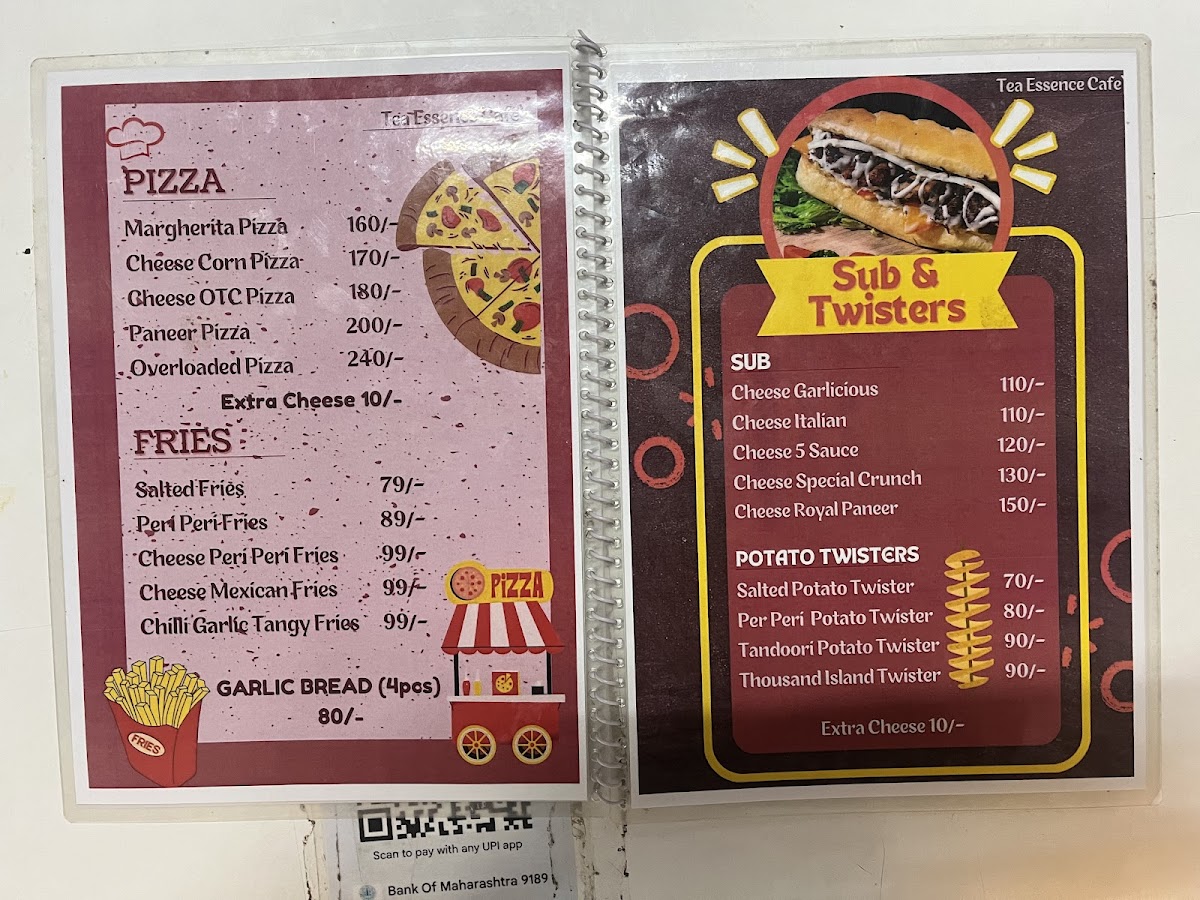 Tea Essence Cafe
PIZZA
Margherita Pizza 160/-
Cheese Corn Pizza 170/-
Cheese OTC Pizza 180/-
Paneer Pizza 200/-
Overloaded Pizza 240/-
Extra Cheese 10/-
FRIES
Salted Fries 79/-
Peri Peri Fries 89/-
Cheese Peri Peri Fries 99/-
Cheese Mexican Fries 99/-
Chilli Garlic Tangy Fries 99/-
PIZZA
GARLIC BREAD (4pcs)
80/-
FRIES
Tea Essence Cafe
Sub &
Twisters
SUB
Cheese Garlicious 110/-
Cheese Italian 110/-
Cheese 5 Sauce 120/-
Cheese Special Crunch 130/-
Cheese Royal Paneer 150/-
POTATO TWISTERS
Salted Potato Twister 70/-
Per Peri Potato Twister 80/-
Tandoori Potato Twister 90/-
Thousand Island Twister 90/-
Extra Cheese 10/-
Scan to pay with any UPI app
Bank Of Maharashtra 9189